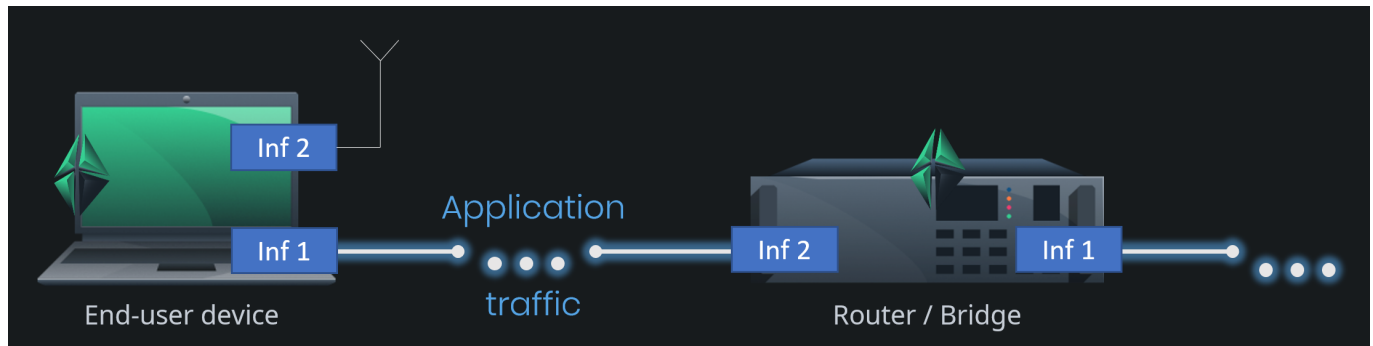 Inf 2
Application
Inf 1
Inf 2
Inf 1
traffic
End-user device
Router / Bridge